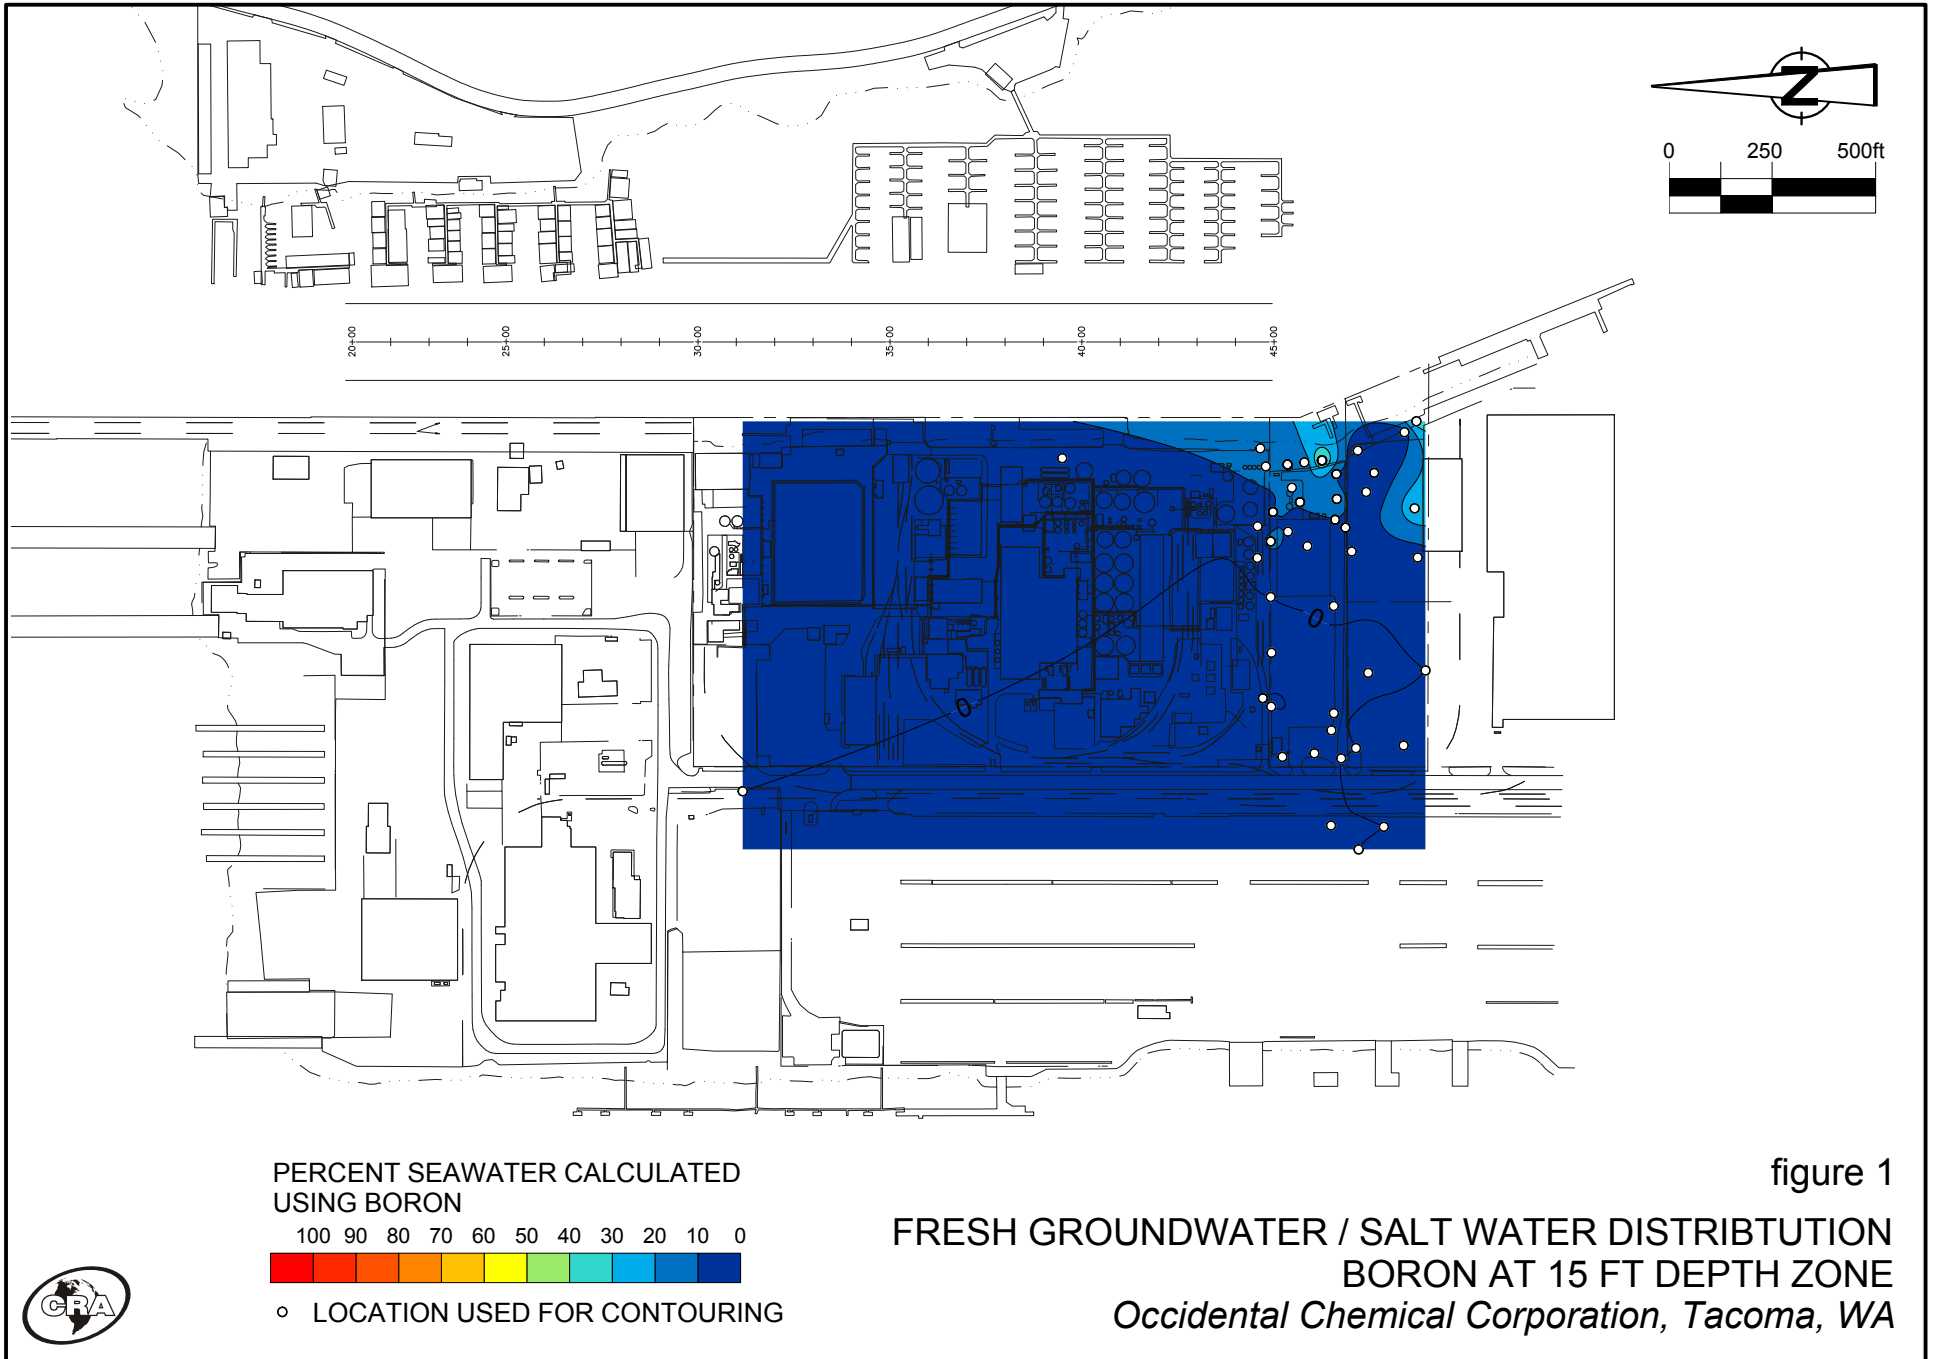 Z
0 250 500ft
20+00 25+00 30+00 35+00 40+00 45+00
0
0
PERCENT SEAWATER CALCULATED
USING BORON
100 90 80 70 60 50 40 30 20 10 0
LOCATION USED FOR CONTOURING
CRA
figure 1
FRESH GROUNDWATER / SALT WATER DISTRIBTUTION
BORON AT 15 FT DEPTH ZONE
Occidental Chemical Corporation, Tacoma, WA